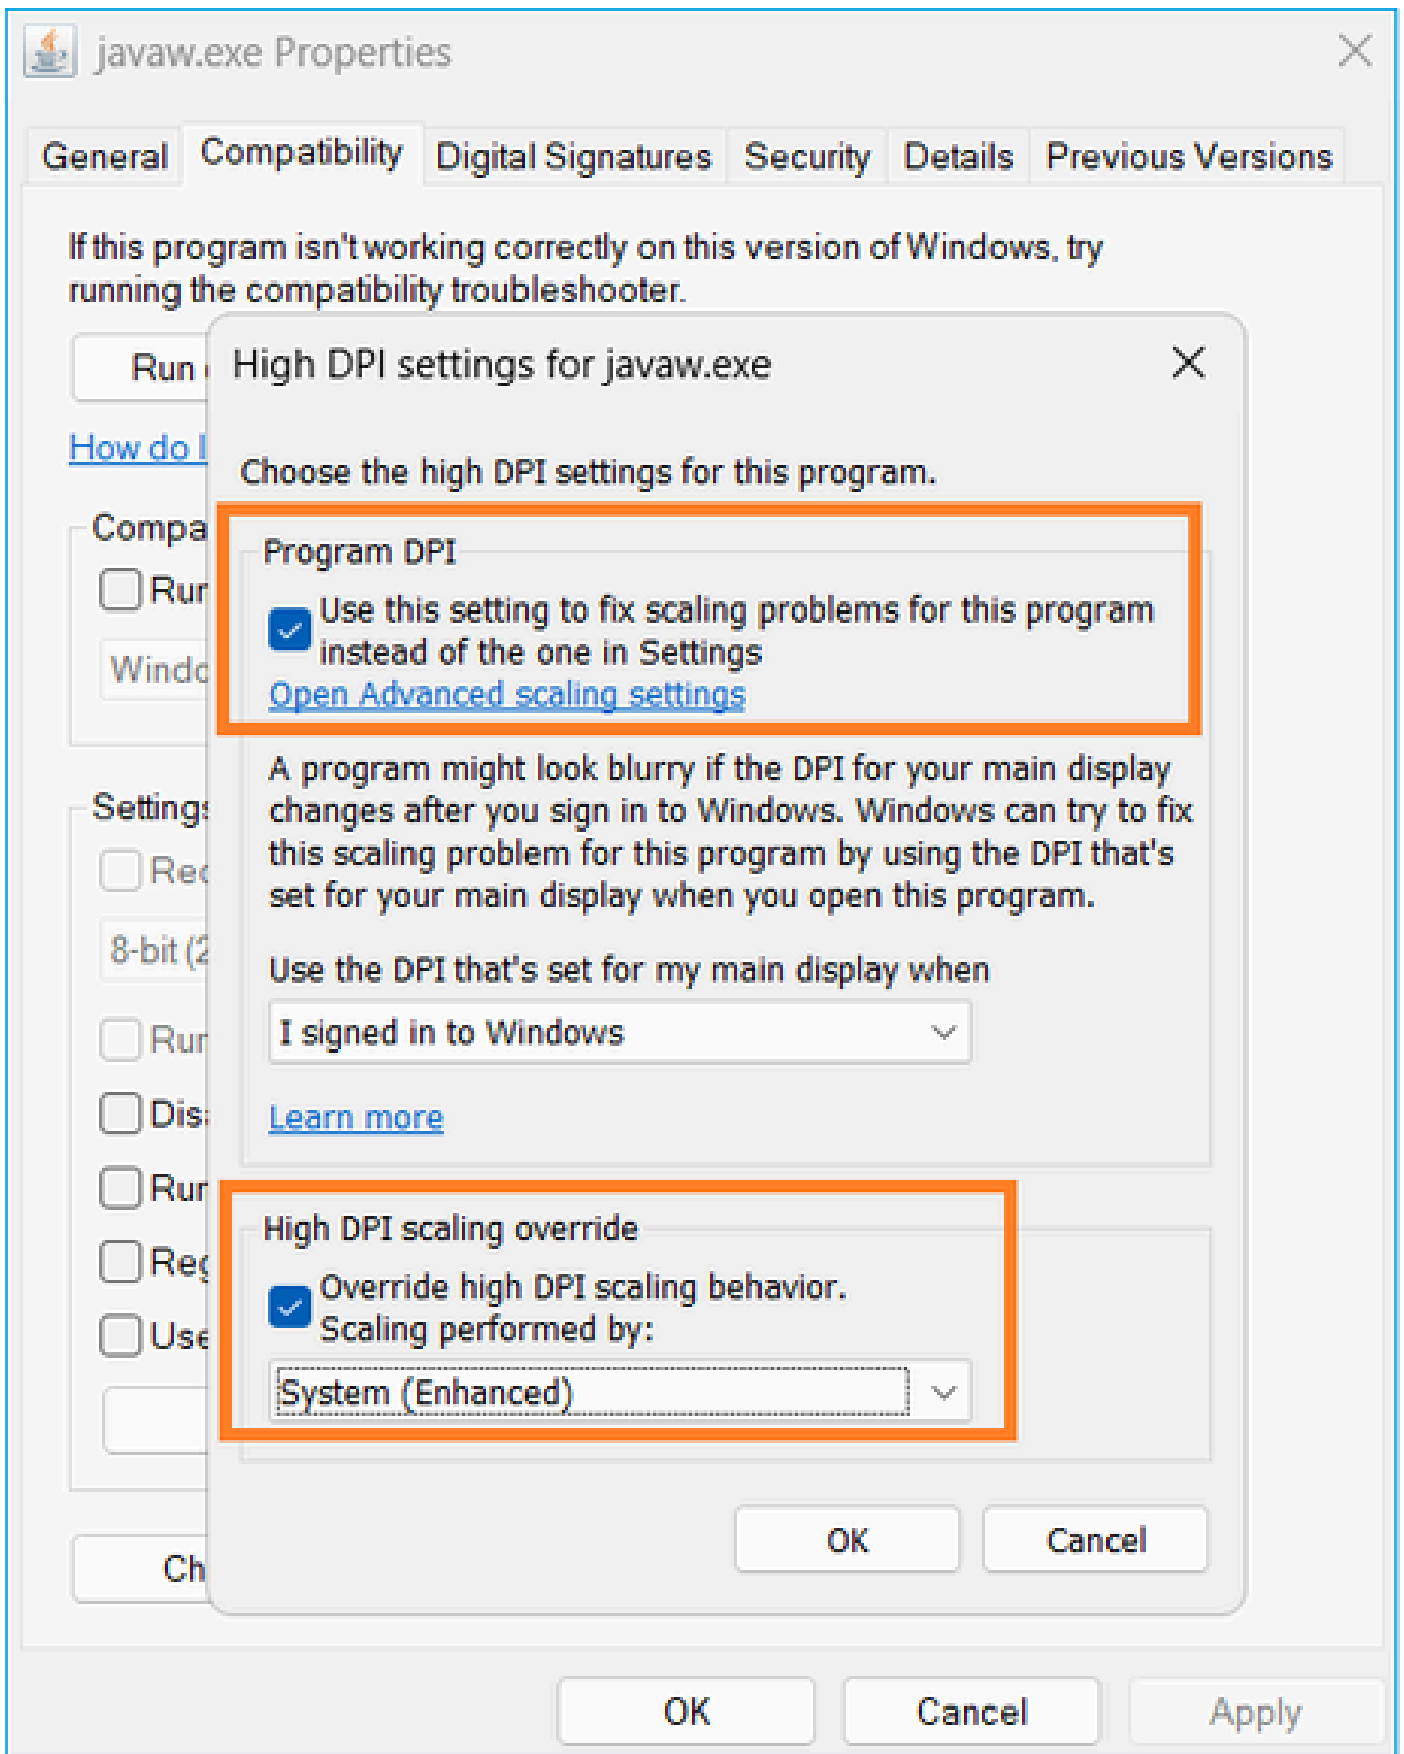 javaw.exe Properties
General Compatibility Digital Signatures Security Details Previous Versions
If this program isn't working correctly on this version of Windows, try
running the compatibility troubleshooter.
Run
High DPI settings for javaw.exe
How do I
Choose the high DPI settings for this program.
Program DPI
Use this setting to fix scaling problems for this program
instead of the one in Settings
Open Advanced scaling settings
A program might look blurry if the DPI for your main display
changes after you sign in to Windows. Windows can try to fix
this scaling problem for this program by using the DPI that's
set for your main display when you open this program.
Use the DPI that's set for my main display when
I signed in to Windows
Learn more
High DPI scaling override
Override high DPI scaling behavior.
Scaling performed by:
System (Enhanced)
OK Cancel
Settings
8-bit
OK Cancel Apply